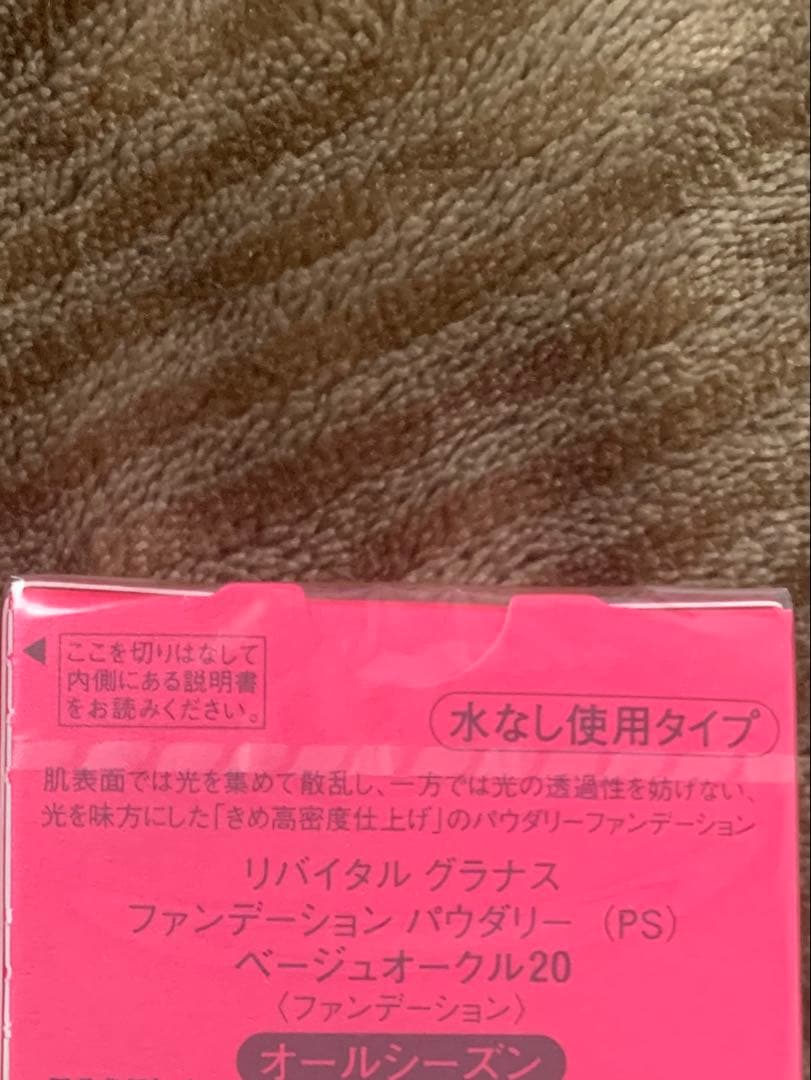 ここを切りはなして
内側にある説明書
をお読みください。
水なし使用タイプ
肌表面では光を集めて散乱し、一方では光の透過性を妨げない、
光を味方にした「きめ高密度仕上げ」のパウダリーファンデーション
リバイタル グラナス
ファンデーション パウダリー (PS)
ベージュオークル20
〈ファンデーション〉
オールシーズン